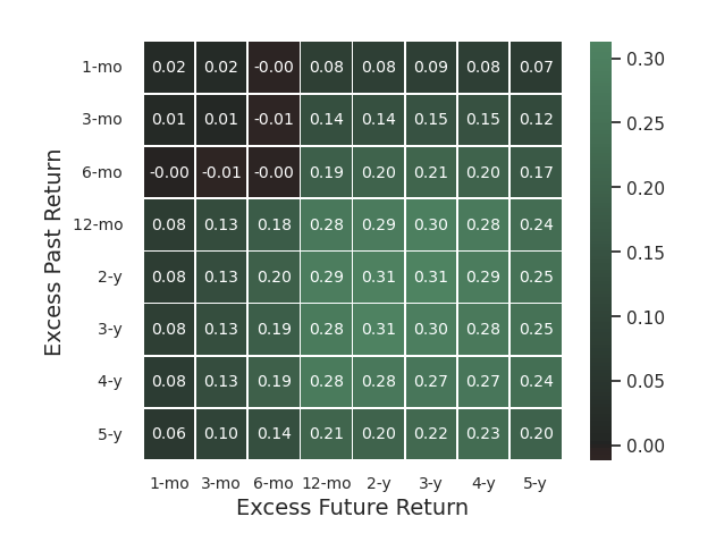 1-mo 0.02 0.02 -0.00 0.08 0.08 0.09 0.08 0.07
3-mo 0.01 0.01 -0.01 0.14 0.14 0.15 0.15 0.12
6-mo -0.00 -0.01 -0.00 0.19 0.20 0.21 0.20 0.17
12-mo 0.08 0.13 0.18 0.28 0.29 0.30 0.28 0.24
2-y 0.08 0.13 0.20 0.29 0.31 0.31 0.29 0.25
3-y 0.08 0.13 0.19 0.28 0.31 0.30 0.28 0.25
4-y 0.08 0.13 0.19 0.28 0.28 0.27 0.27 0.24
5-y 0.06 0.10 0.14 0.21 0.20 0.22 0.23 0.20
1-mo 3-mo 6-mo 12-mo 2-y 3-y 4-y 5-y
Excess Future Return
Excess Past Return
0.30
0.25
0.20
0.15
0.10
0.05
0.00